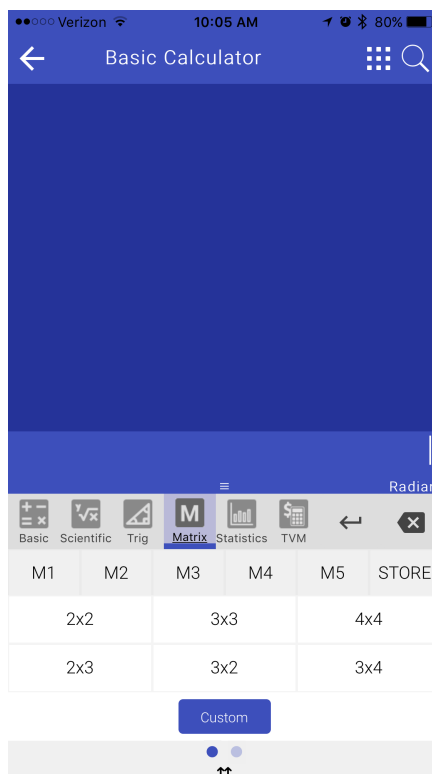 Verizon 10:05 AM 80%
Basic Calculator
Radian
+ − = × y√x M $
Basic Scientific Trig Matrix Statistics TVM
M1 M2 M3 M4 M5 STORE
2x2 3x3 4x4
2x3 3x2 3x4
Custom